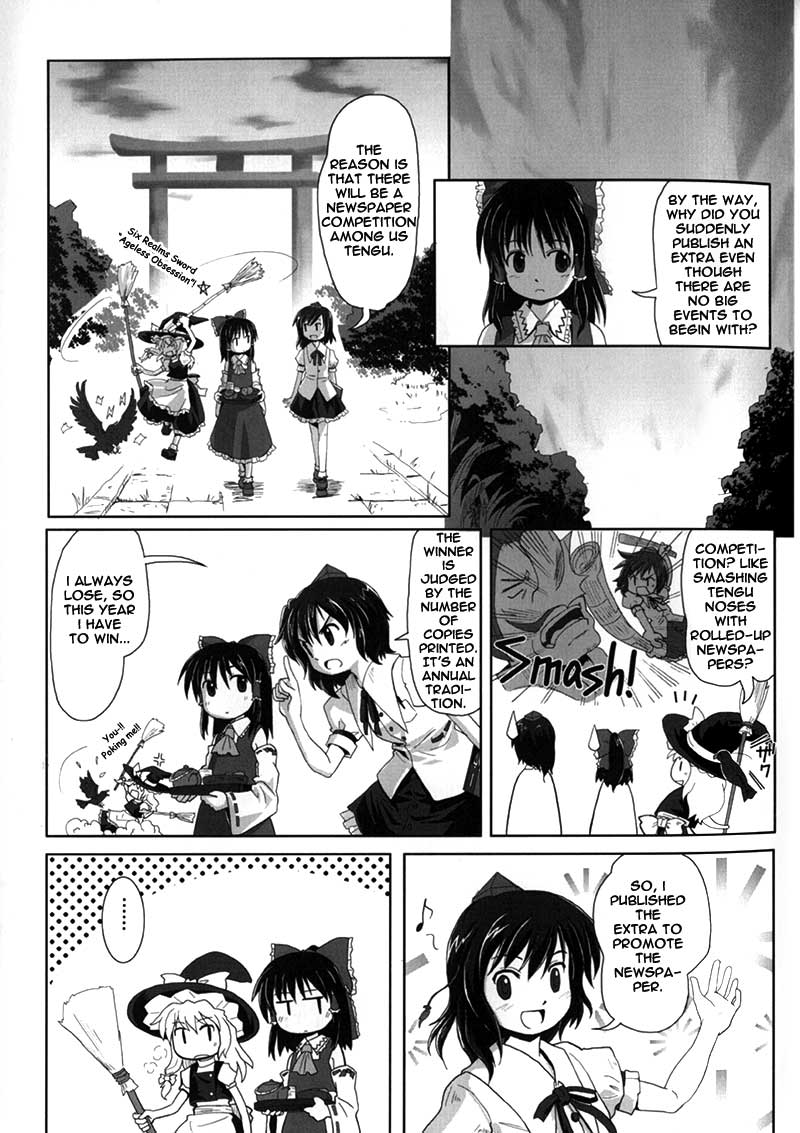 BY THE WAY,
WHY DID YOU
SUDDENLY
PUBLISH AN
EXTRA EVEN
THOUGH
THERE ARE
NO BIG
EVENTS TO
BEGIN WITH?
THE
REASON IS
THAT THERE
WILL BE A
NEWSPAPER
COMPETITION
AMONG US
TENGU.
Six Realms Sword
"Ageless Obsession"!
COMPETI-
TION? LIKE
SMASHING
TENGU
NOSES
WITH
ROLLED-UP
NEWSPA-
PERS?
Smash!
ザク
THE
WINNER
IS
JUDGED
BY THE
NUMBER
OF
COPIES
PRINTED.
IT'S AN
ANNUAL
TRADI-
TION.
I ALWAYS
LOSE, SO
THIS YEAR
I HAVE
TO WIN...
You-!!
Poking me!!
SO, I
PUBLISHED
THE
EXTRA TO
PROMOTE
THE
NEWSPA-
PER.
......